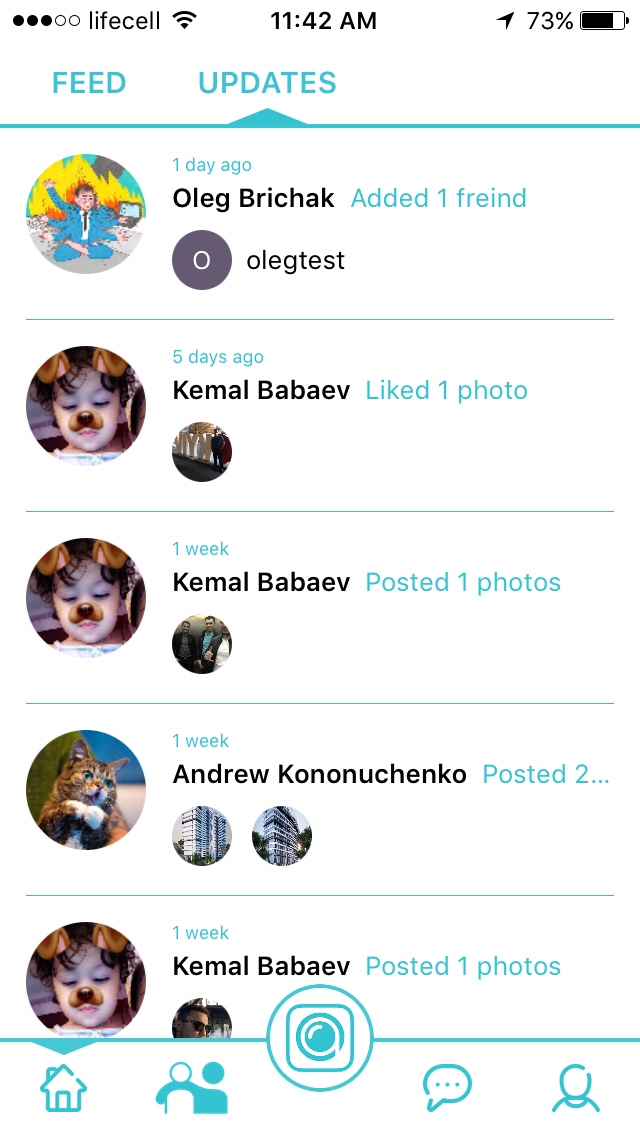 lifecell 11:42 AM 73%
FEED UPDATES
1 day ago
Oleg Brichak Added 1 freind
O olegtest
5 days ago
Kemal Babaev Liked 1 photo
1 week
Kemal Babaev Posted 1 photos
1 week
Andrew Kononuchenko Posted 2...
1 week
Kemal Babaev Posted 1 photos